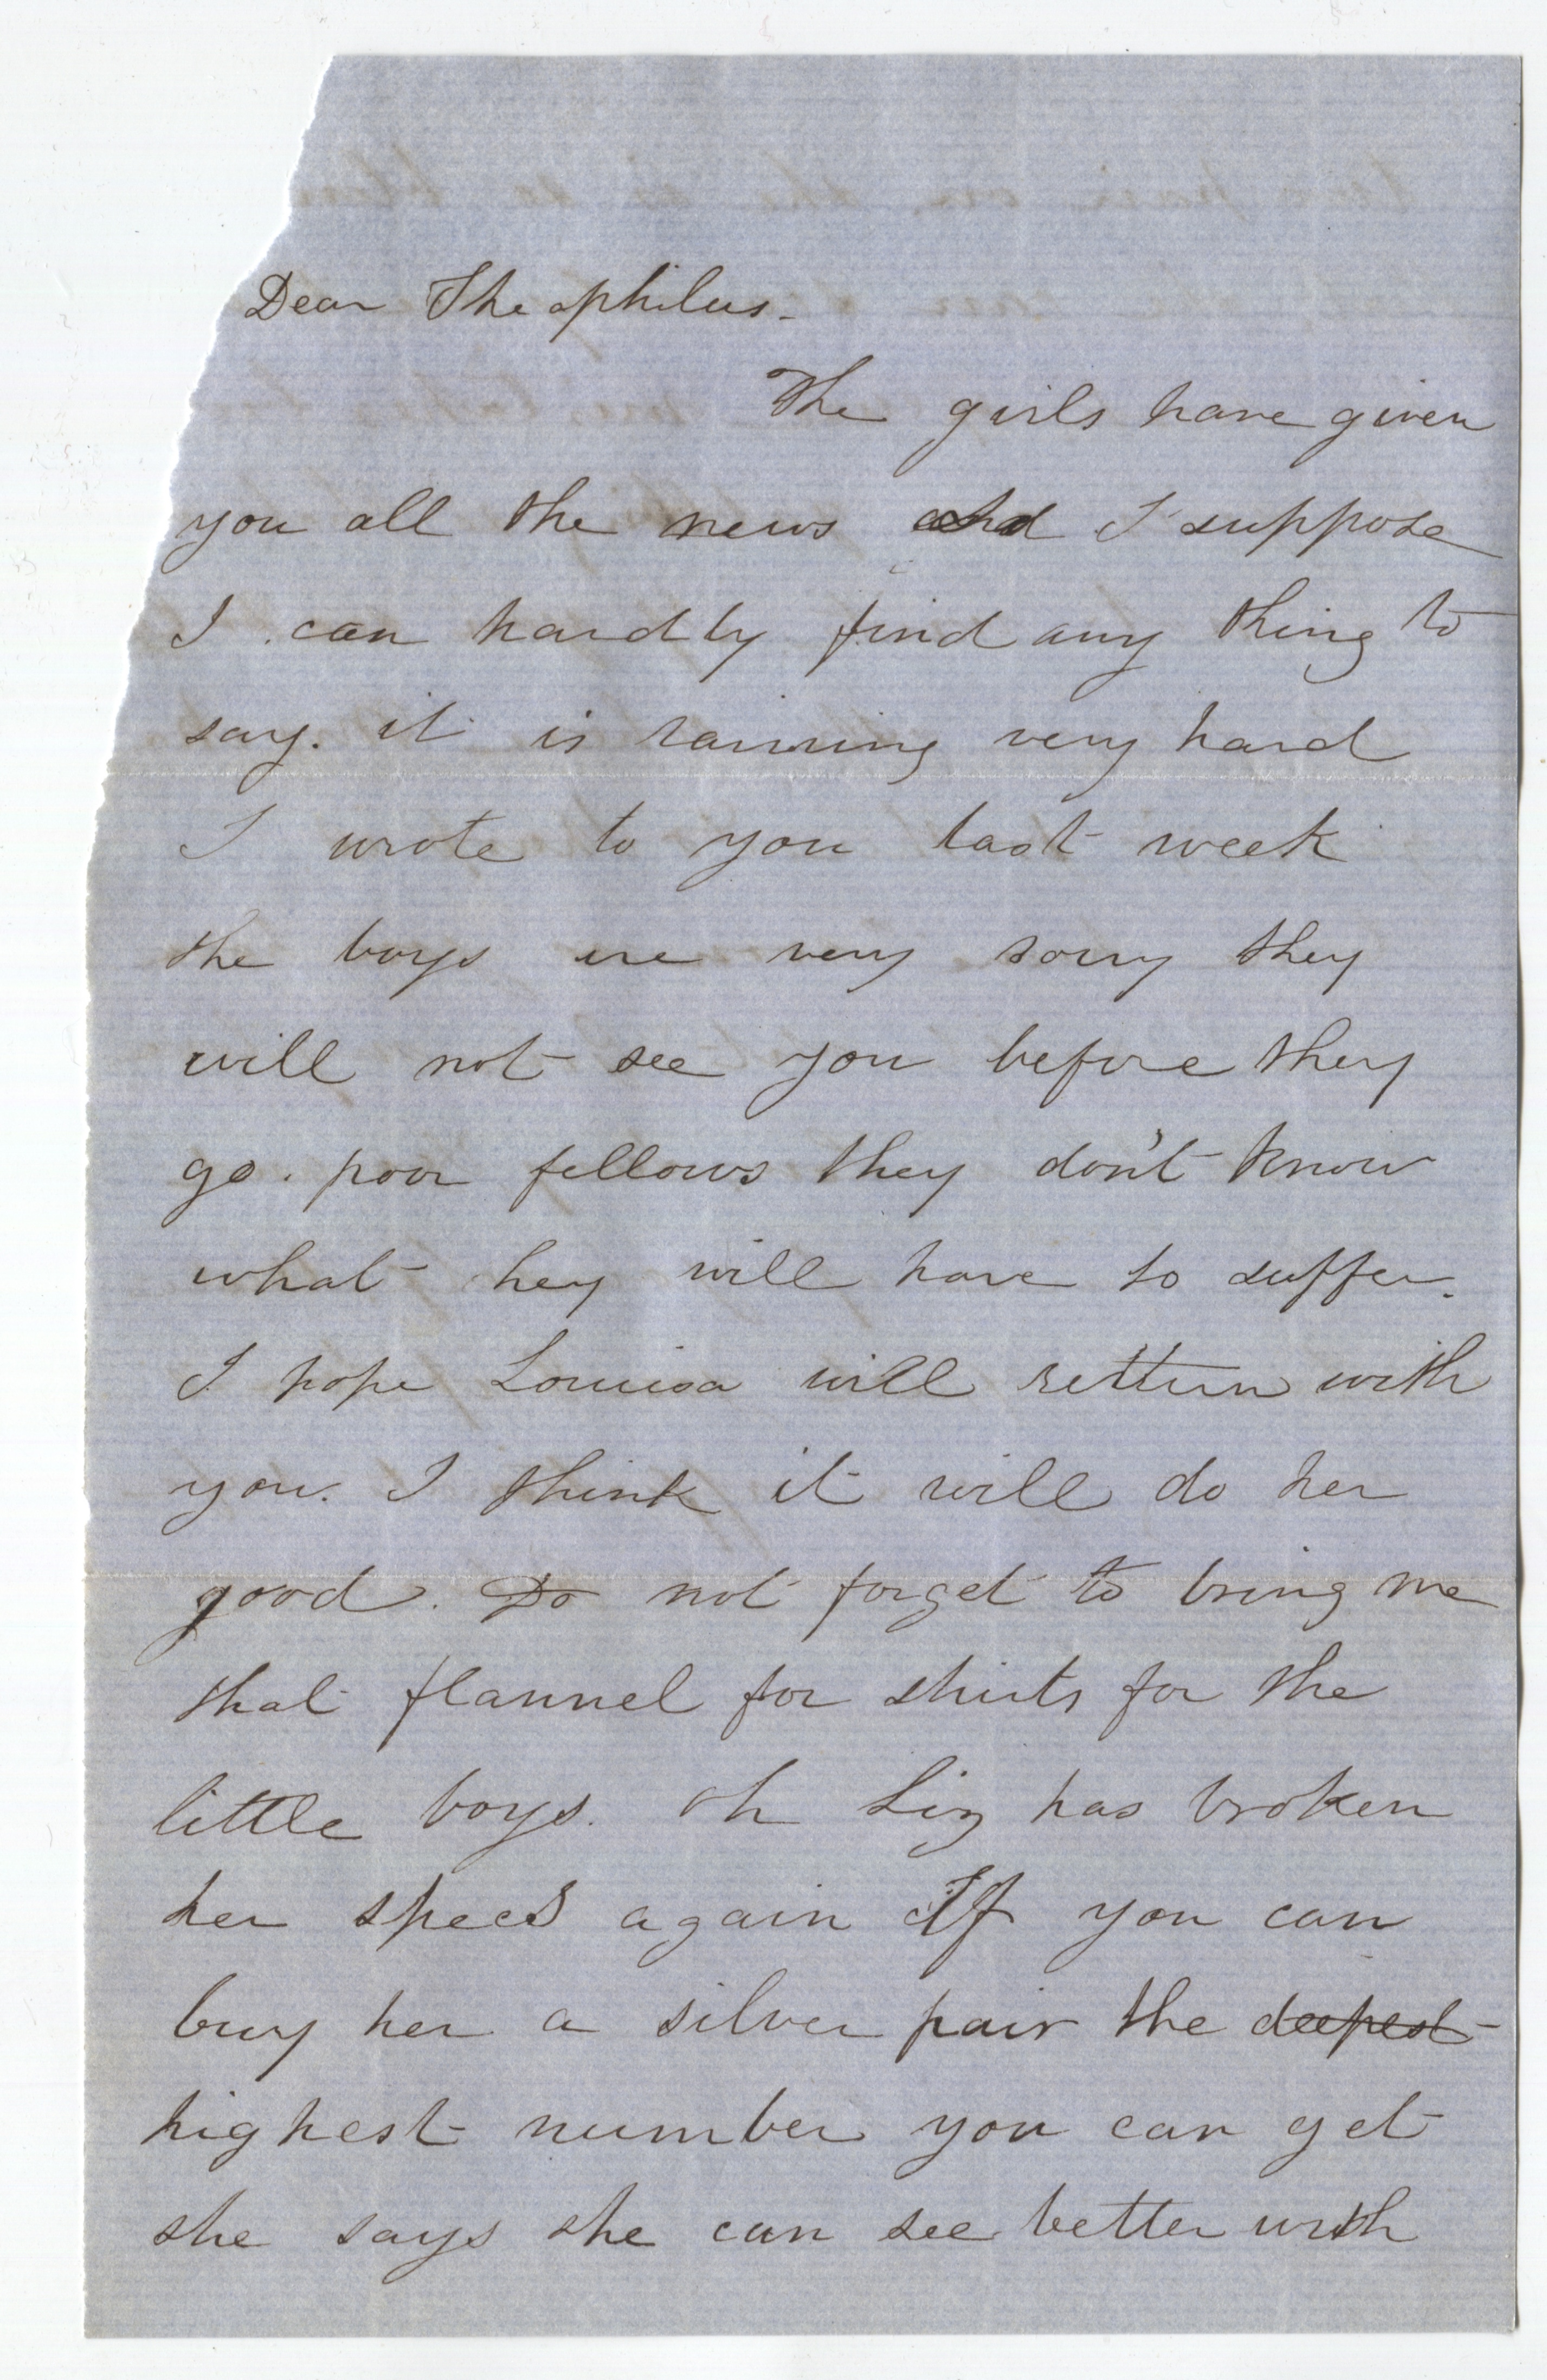 Dear Theophilus.
The girls have given
you all the news and I suppose
I can hardly find any thing to
say. it is raining very hard
I wrote to you last week
the boys are very sorry they
will not see you before they
go. poor fellows they don't know
what hey will have to suffer.
I hope Louisa will retturn with
you. I think it will do her
good. Do not forget to bring me
that flannel for shirts for the
little boys. Oh Liz has broken
her specs again If you can
buy her a silver pair the deepest
highest number you can get
she says she can see better with